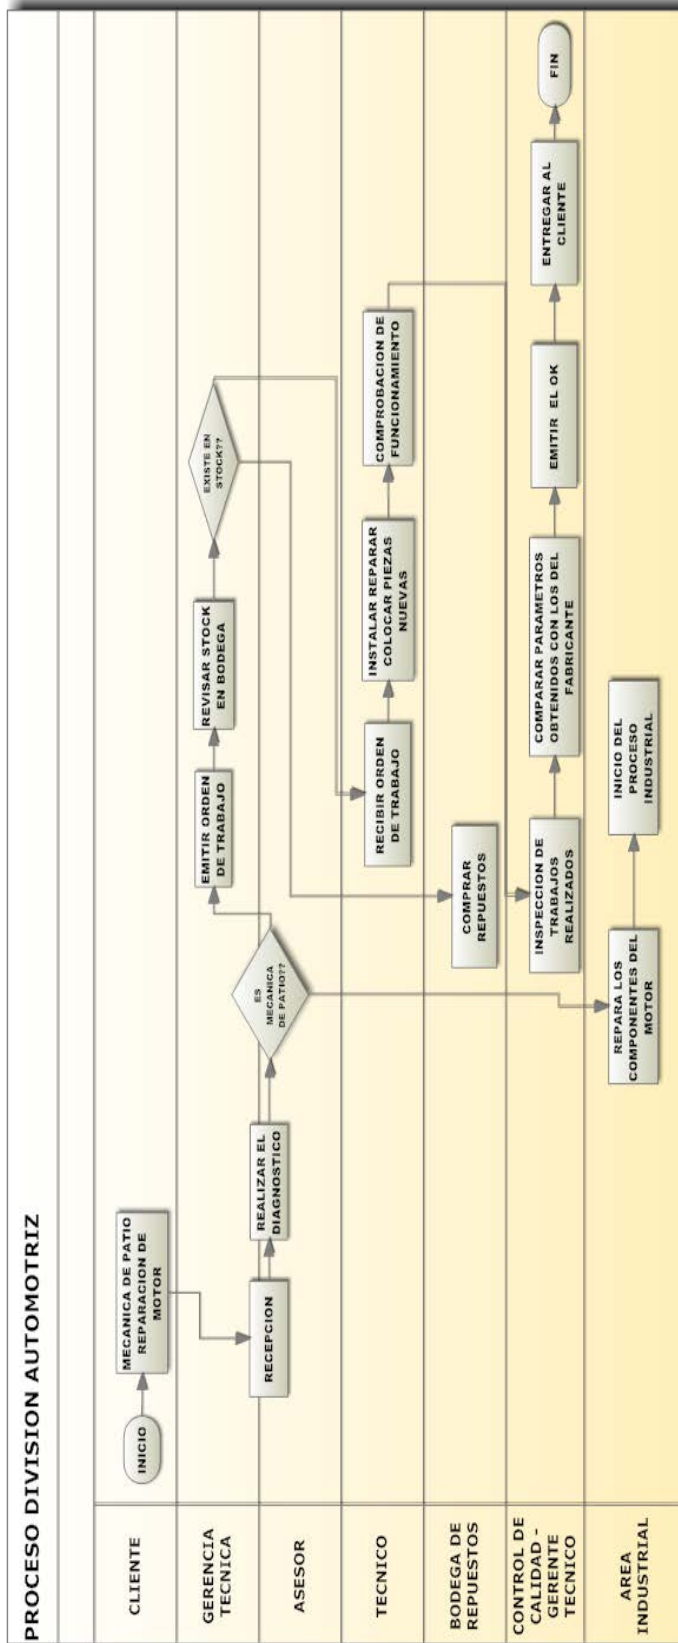 PROCESO DIVISION AUTOMOTRIZ
CLIENTE
INICIO
MECANICA DE PATIO
REPARACION DE
MOTOR
GERENCIA
TECNICA
EMITIR ORDEN
DE TRABAJO
REVISAR STOCK
EN BODEGA
EXISTE EN
STOCK??
ASESOR
RECEPCION
REALIZAR EL
DIAGNOSTICO
ES
MECANICA
DE PATIO??
TECNICO
RECIBIR ORDEN
DE TRABAJO
INSTALAR REPARAR
COLOCAR PIEZAS
NUEVAS
COMPROBACION DE
FUNCIONAMIENTO
BODEGA DE
REPUESTOS
COMPRAR
REPUESTOS
CONTROL DE
CALIDAD -
GERENTE
TECNICO
INSPECCION DE
TRABAJOS
REALIZADOS
COMPARAR PARAMETROS
OBTENIDOS CON LOS DEL
FABRICANTE
EMITIR EL OK
ENTREGAR AL
CLIENTE
FIN
AREA
INDUSTRIAL
REPARA LOS
COMPONENTES DEL
MOTOR
INICIO DEL
PROCESO
INDUSTRIAL